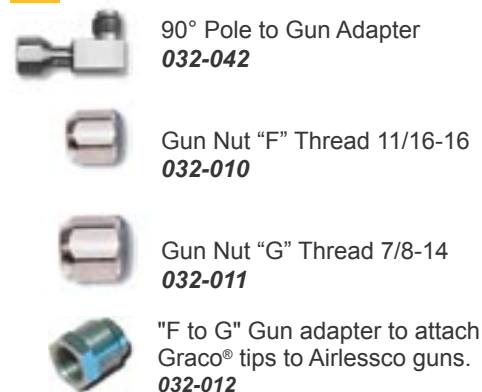 90° Pole to Gun Adapter
032-042
Gun Nut “F” Thread 11/16-16
032-010
Gun Nut “G” Thread 7/8-14
032-011
"F to G" Gun adapter to attach
Graco® tips to Airlessco guns.
032-012